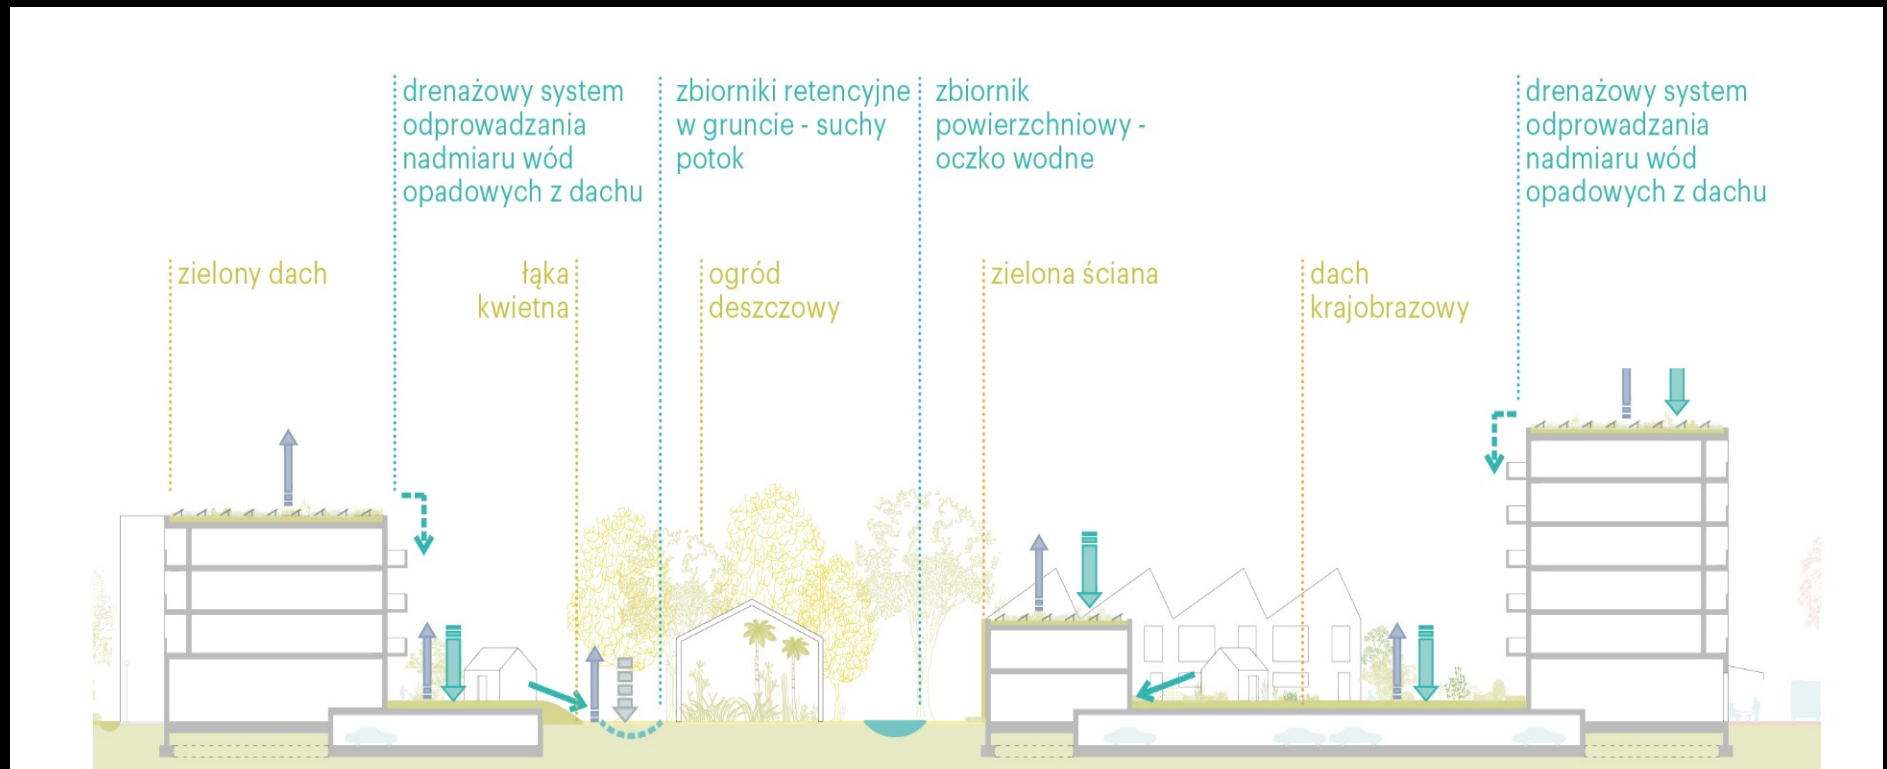 drenażowy system
odprowadzania
nadmiaru wód
opadowych z dachu
zbiorniki retencyjne
w gruncie - suchy
potok
zbiornik
powierzchniowy -
oczko wodne
drenażowy system
odprowadzania
nadmiaru wód
opadowych z dachu
zielony dach
łąka
kwietna
ogród
deszczowy
zielona ściana
dach
krajobrazowy